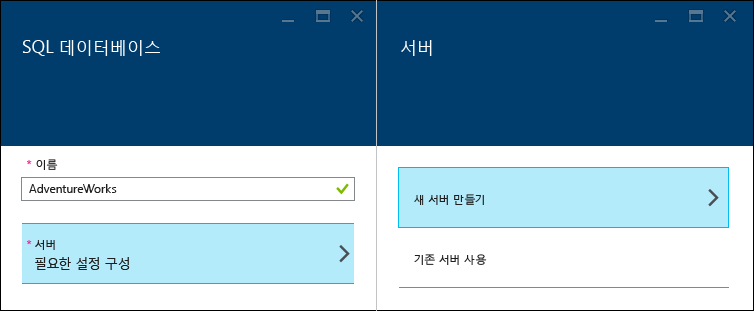 SQL 데이터베이스
* 이름
AdventureWorks
* 서버
필요한 설정 구성
서버
새 서버 만들기
기존 서버 사용